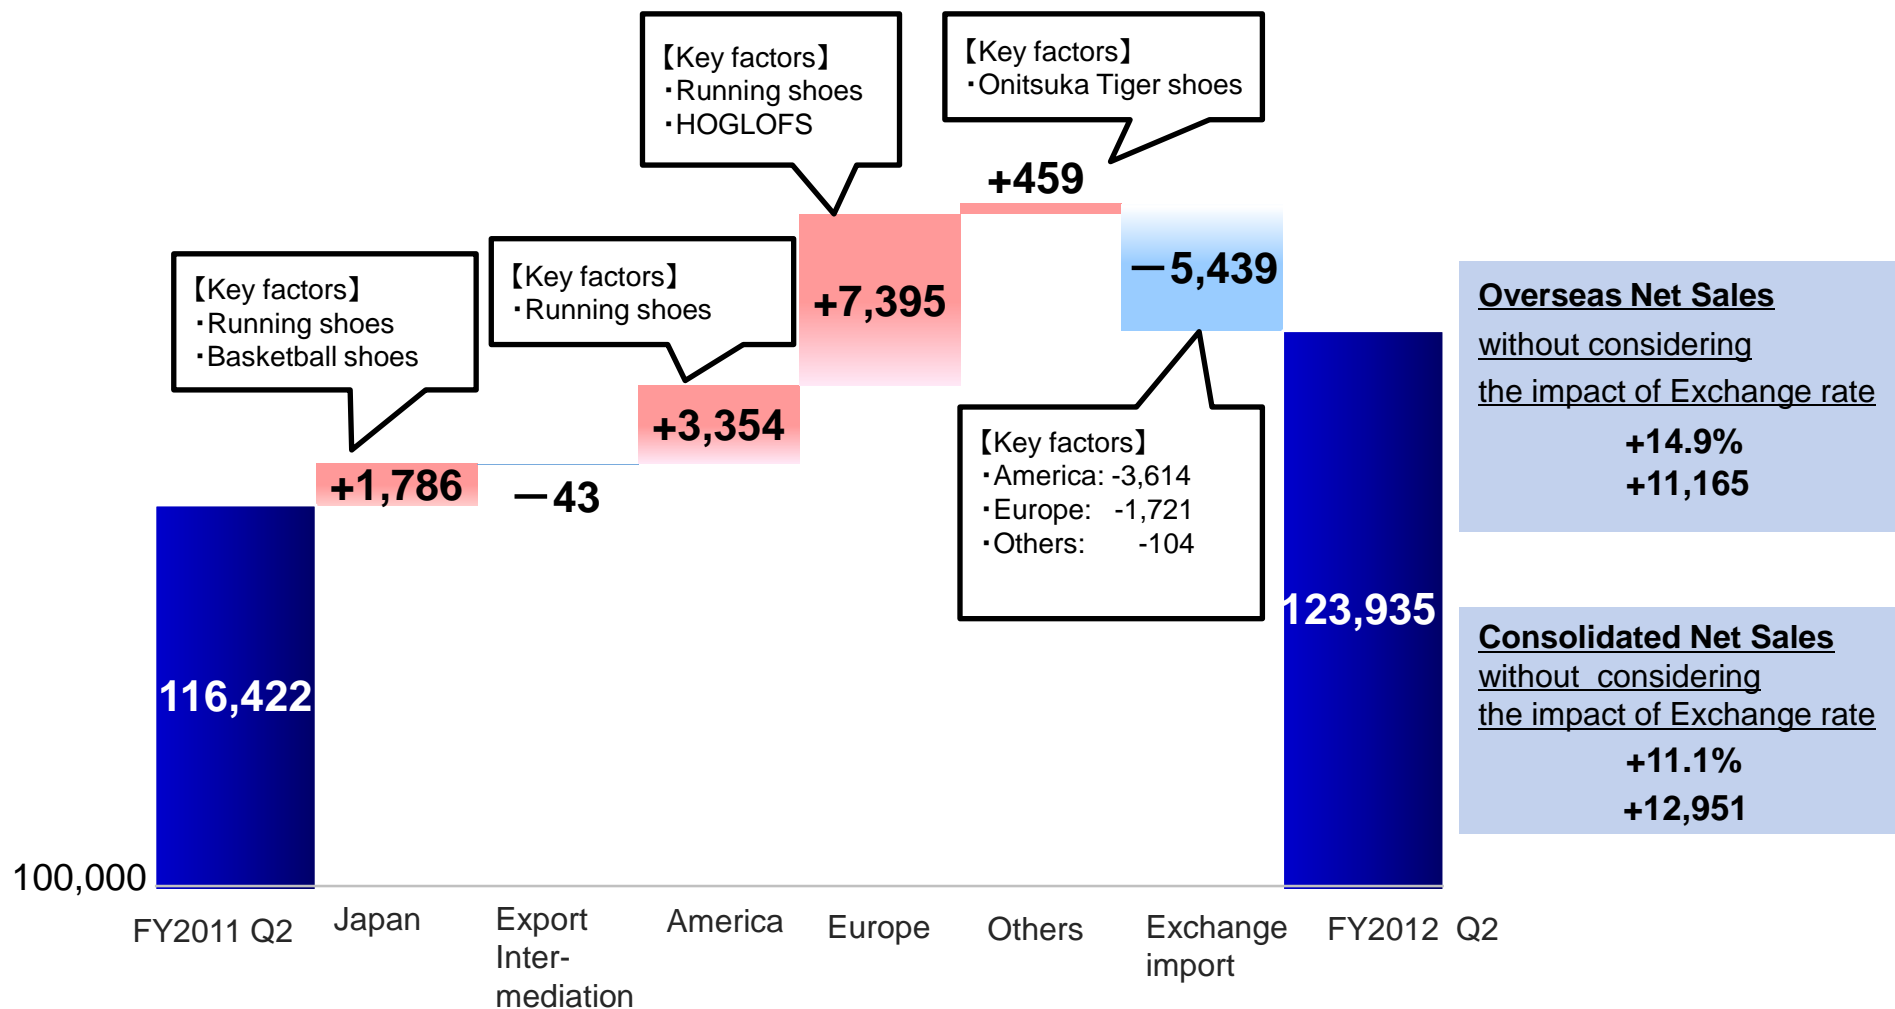 【Key factors】
・Running shoes
・HOGLOFS
【Key factors】
・Onitsuka Tiger shoes
+459
【Key factors】
・Running shoes
・Basketball shoes
【Key factors】
・Running shoes
+7,395
－5,439
+3,354
+1,786
－43
【Key factors】
・America: -3,614
・Europe: -1,721
・Others: -104
116,422
123,935
Overseas Net Sales
without considering
the impact of Exchange rate
+14.9%
+11,165
Consolidated Net Sales
without considering
the impact of Exchange rate
+11.1%
+12,951
100,000
FY2011 Q2
Japan
Export
Inter-
mediation
America
Europe
Others
Exchange
import
FY2012 Q2